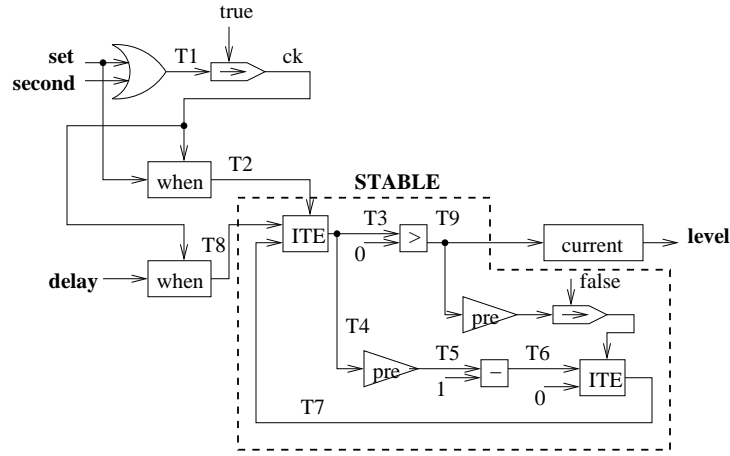 true
set
T1
ck
second
when
T2
STABLE
ITE
T3
T9
>
0
current
level
T8
delay
when
false
pre
T4
T5
T6
pre
−
ITE
1
0
T7